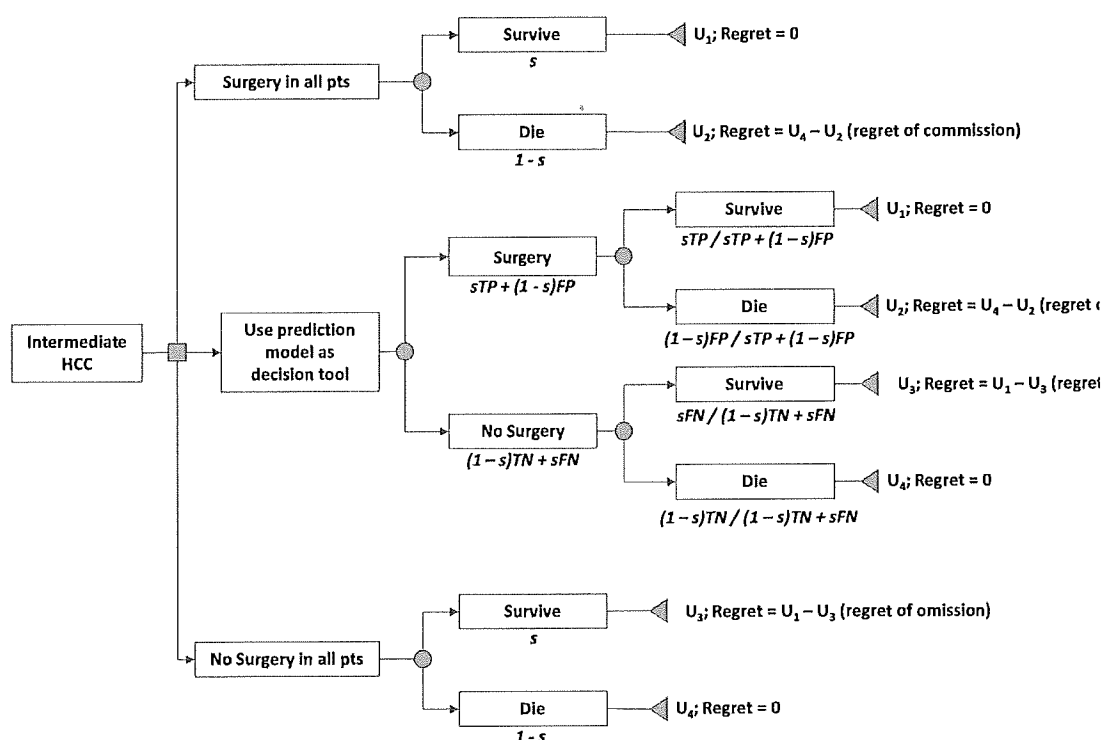 Survive
s
U₁; Regret = 0
Surgery in all pts
Die
1 - s
U₂; Regret = U₄ – U₂ (regret of commission)
Survive
sTP / sTP + (1 – s)FP
U₁; Regret = 0
Surgery
sTP + (1 - s)FP
Die
(1 – s)FP / sTP + (1 – s)FP
U₂; Regret = U₄ – U₂ (regret
Intermediate
HCC
Use prediction
model as
decision tool
Survive
sFN / (1 – s)TN + sFN
U₃; Regret = U₁ – U₃ (regret
No Surgery
(1 – s)TN + sFN
Die
(1 – s)TN / (1 – s)TN + sFN
U₄; Regret = 0
Survive
s
U₃; Regret = U₁ – U₃ (regret of omission)
No Surgery in all pts
Die
1 - s
U₄; Regret = 0